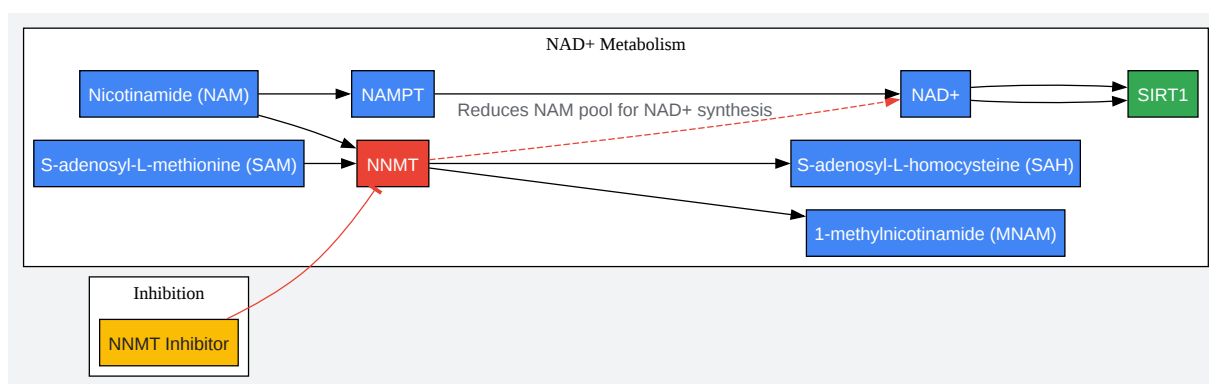 NAD+ Metabolism
Nicotinamide (NAM)
NAMPT
NAD+
SIRT1
Reduces NAM pool for NAD+ synthesis
S-adenosyl-L-methionine (SAM)
NNMT
S-adenosyl-L-homocysteine (SAH)
1-methylnicotinamide (MNAM)
Inhibition
NNMT Inhibitor